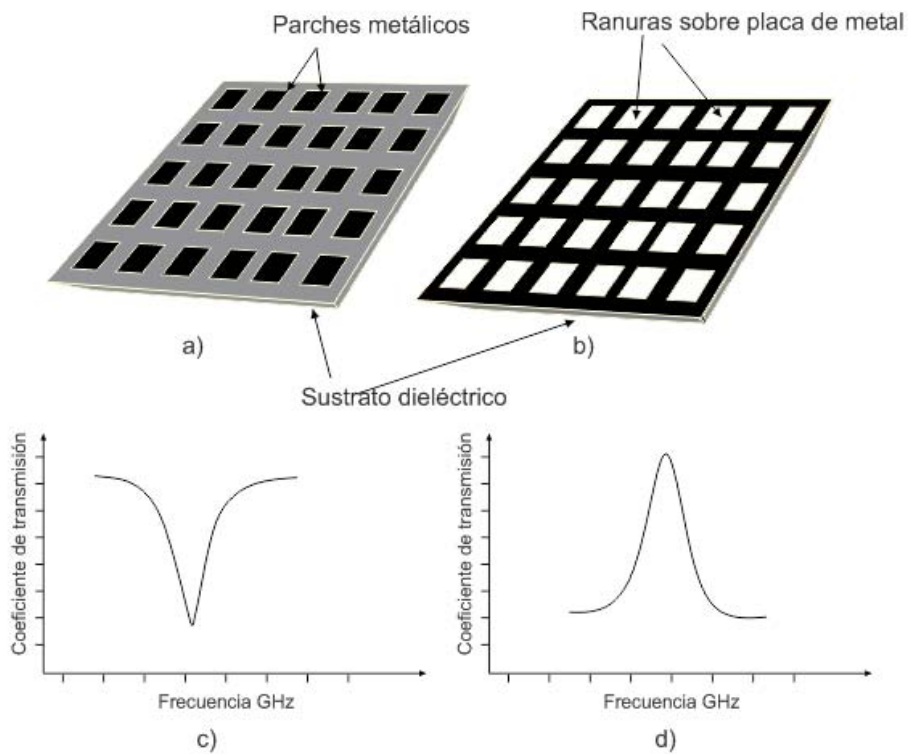 Parches metálicos
Ranuras sobre placa de metal
a)
b)
Sustrato dieléctrico
Coeficiente de transmisión
Frecuencia GHz
c)
Coeficiente de transmisión
Frecuencia GHz
d)